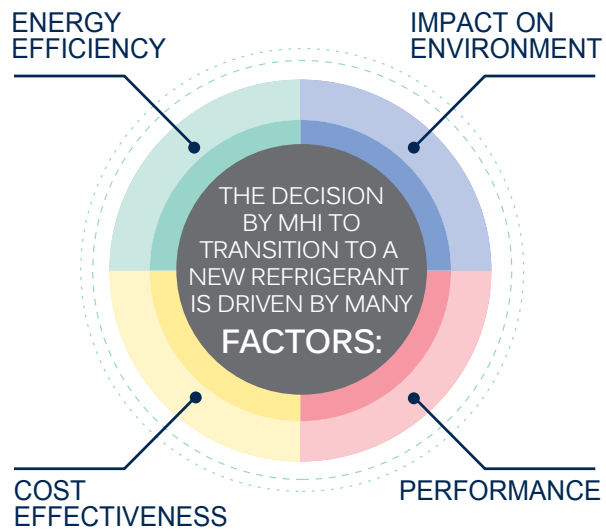 ENERGY
EFFICIENCY
IMPACT ON
ENVIRONMENT
THE DECISION
BY MHI TO
TRANSITION TO A
NEW REFRIGERANT
IS DRIVEN BY MANY
FACTORS:
COST
EFFECTIVENESS
PERFORMANCE